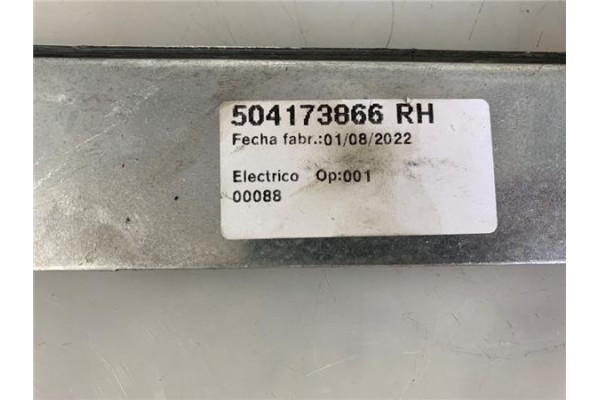 504173866 RH
Fecha fabr.:01/08/2022
Electrico Op:001
00088